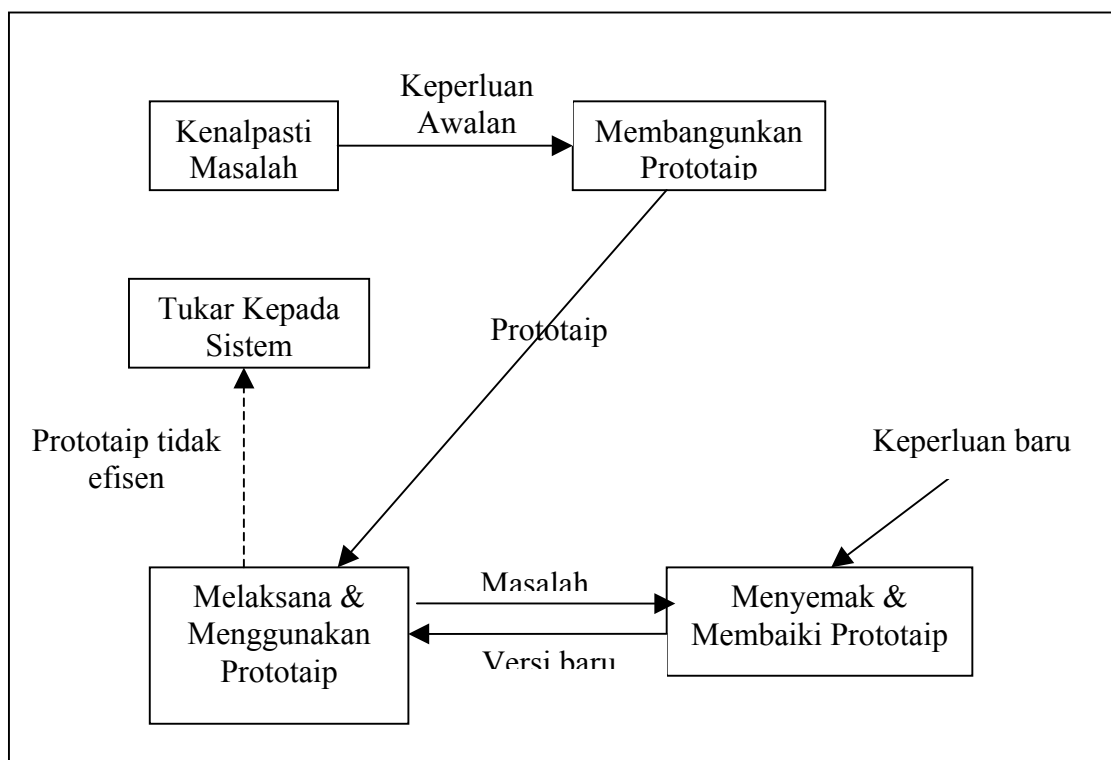 Keperluan
Awalan
Kenalpasti
Masalah
Membangunkan
Prototaip
Tukar Kepada
Sistem
Prototaip
Prototaip tidak
efisen
Keperluan baru
Melaksana &
Menggunakan
Prototaip
Masalah
Versi baru
Menyemak &
Membaiki Prototaip